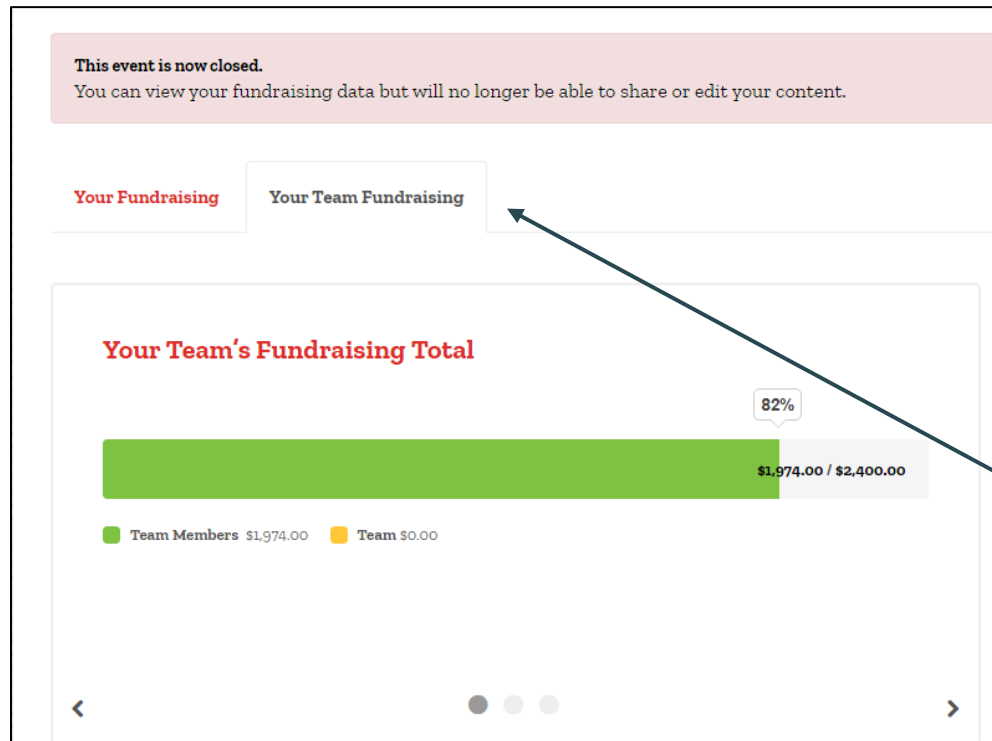 This event is now closed.
You can view your fundraising data but will no longer be able to share or edit your content.
Your Fundraising Your Team Fundraising
Your Team's Fundraising Total
82%
$1,974.00 / $2,400.00
Team Members $1,974.00 Team $0.00